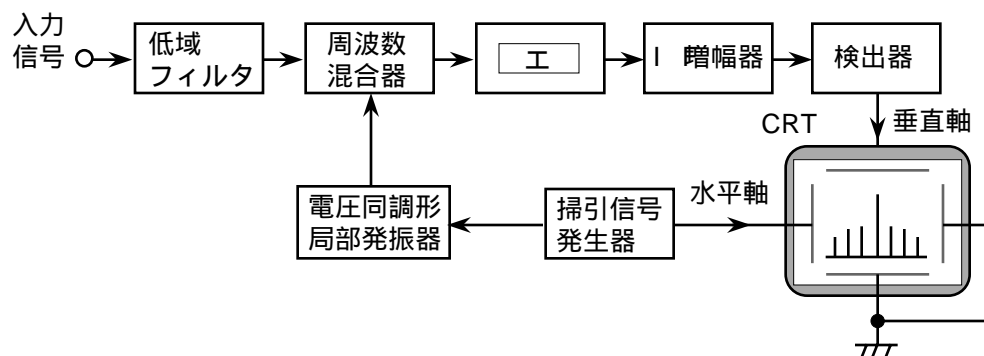 入力
信号
低域
フィルタ
周波数
混合器
エ
増幅器
検出器
CRT
垂直軸
電圧同調形
局部発振器
掃引信号
発生器
水平軸